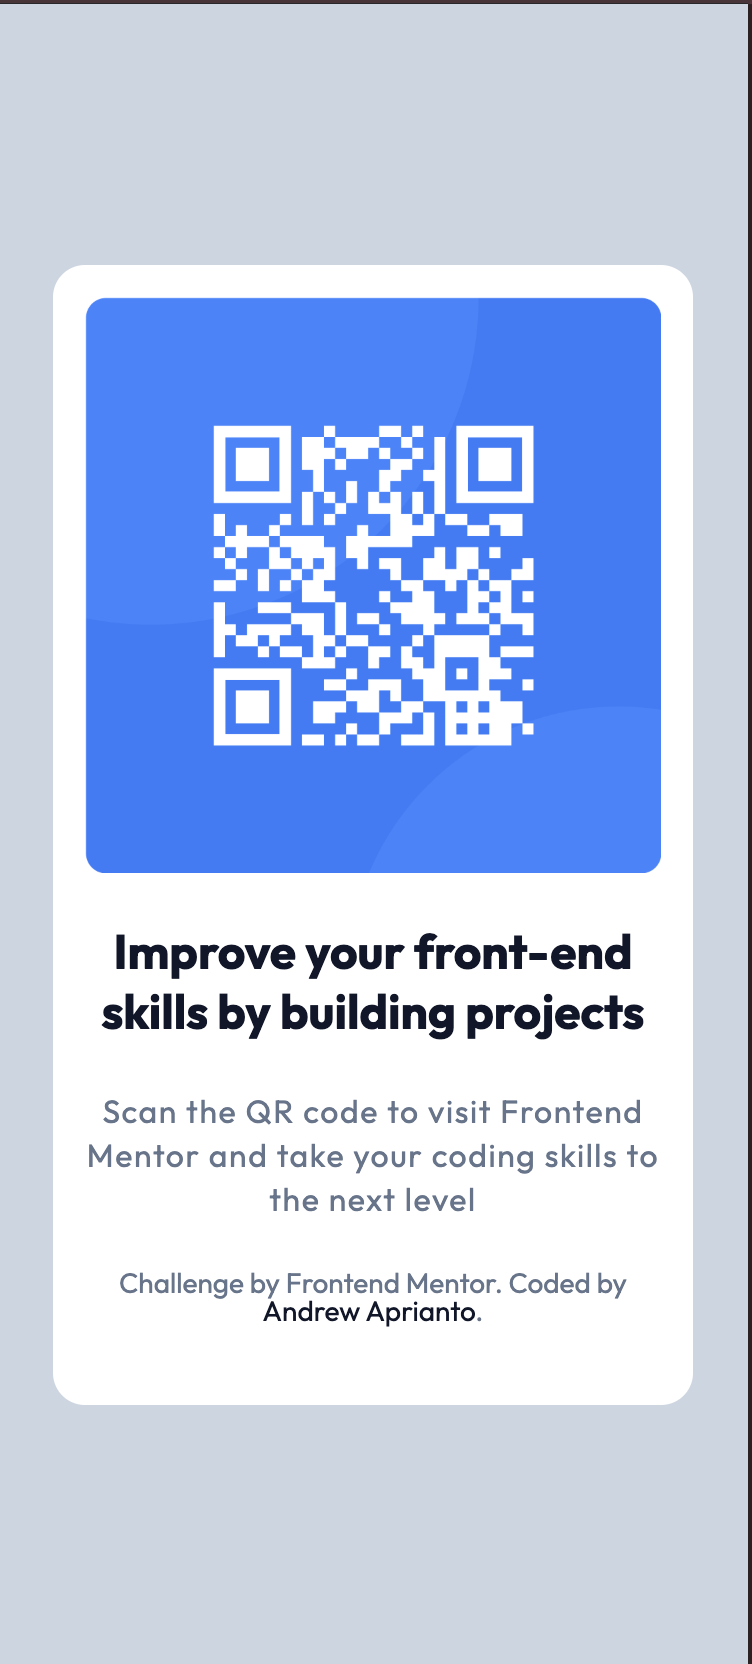 Improve your front-end
skills by building projects
Scan the QR code to visit Frontend
Mentor and take your coding skills to
the next level
Challenge by Frontend Mentor. Coded by
Andrew Aprianto.